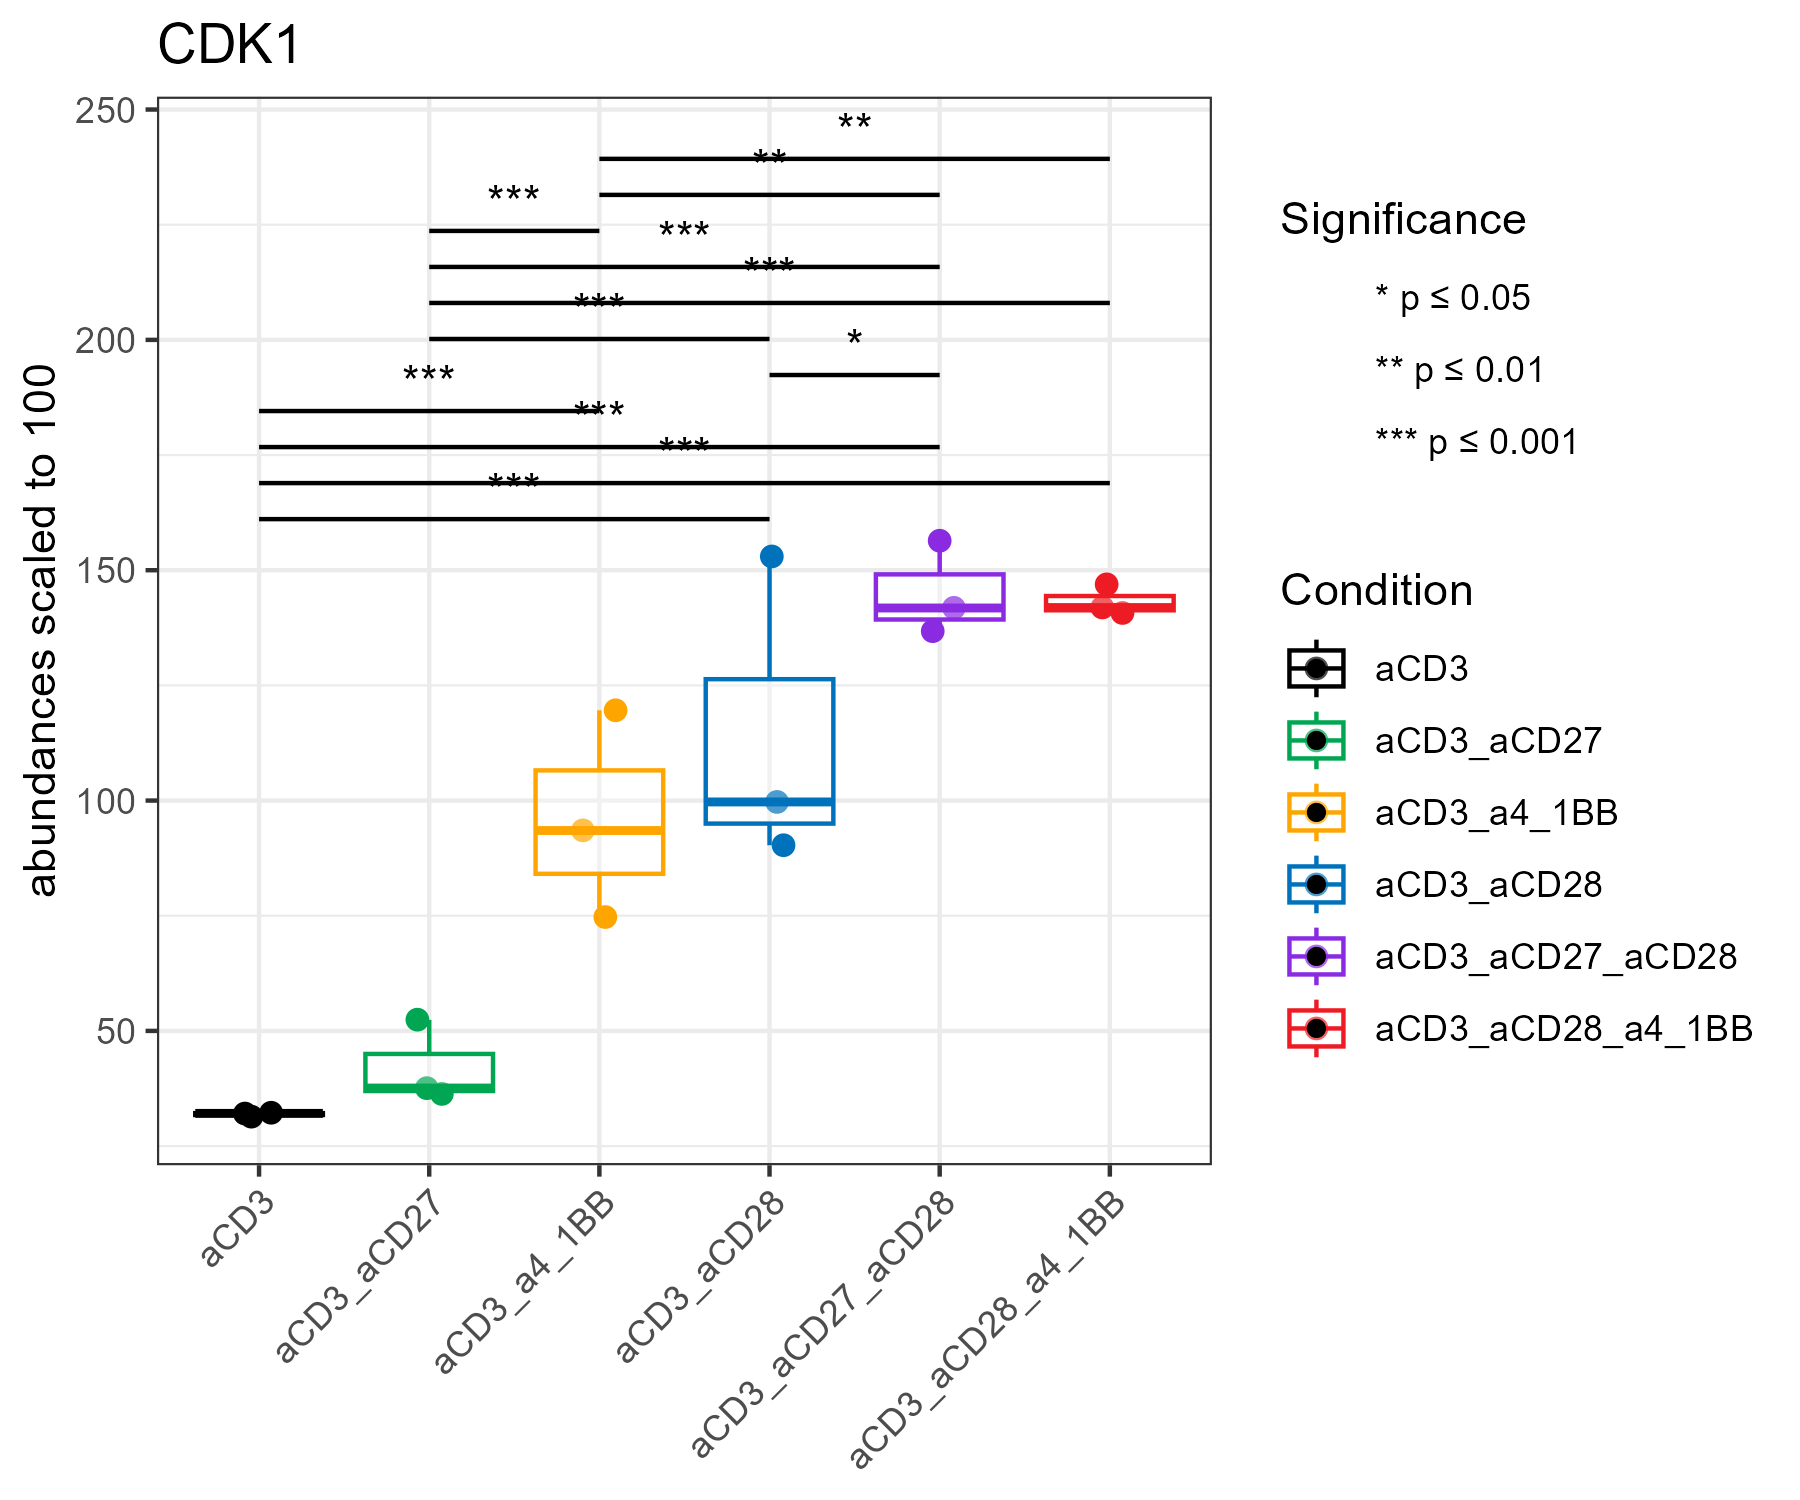 CDK1
abundances scaled to 100
250
200
150
100
50
**
**
***
***
***
***
*
***
***
***
***
aCD3
aCD3_aCD27
aCD3_a4_1BB
aCD3_aCD28
aCD3_aCD27_aCD28
aCD3_aCD28_a4_1BB
Significance
* p ≤ 0.05
** p ≤ 0.01
*** p ≤ 0.001
Condition
aCD3
aCD3_aCD27
aCD3_a4_1BB
aCD3_aCD28
aCD3_aCD27_aCD28
aCD3_aCD28_a4_1BB